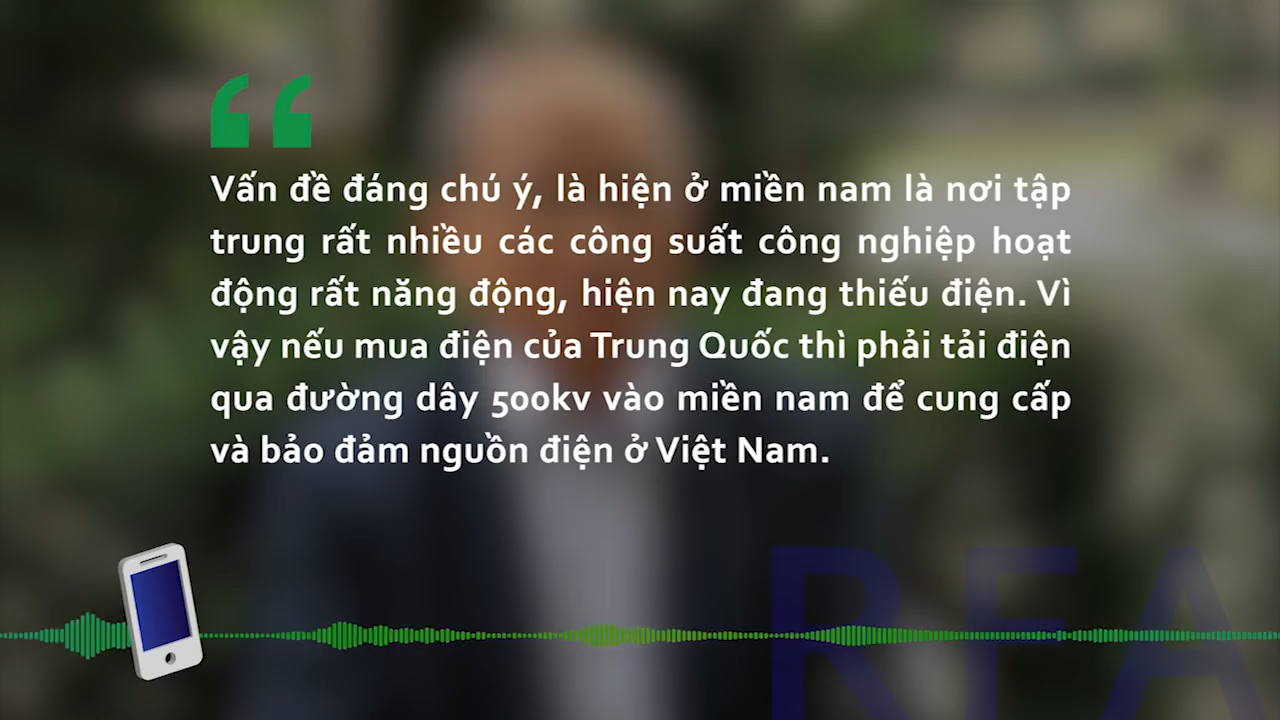 Vấn đề đáng chú ý, là hiện ở miền nam là nơi tập
trung rất nhiều các công suất công nghiệp hoạt
động rất năng động, hiện nay đang thiếu điện. Vì
vậy nếu mua điện của Trung Quốc thì phải tải điện
qua đường dây 500kv vào miền nam để cung cấp
và bảo đảm nguồn điện ở Việt Nam.
RFA